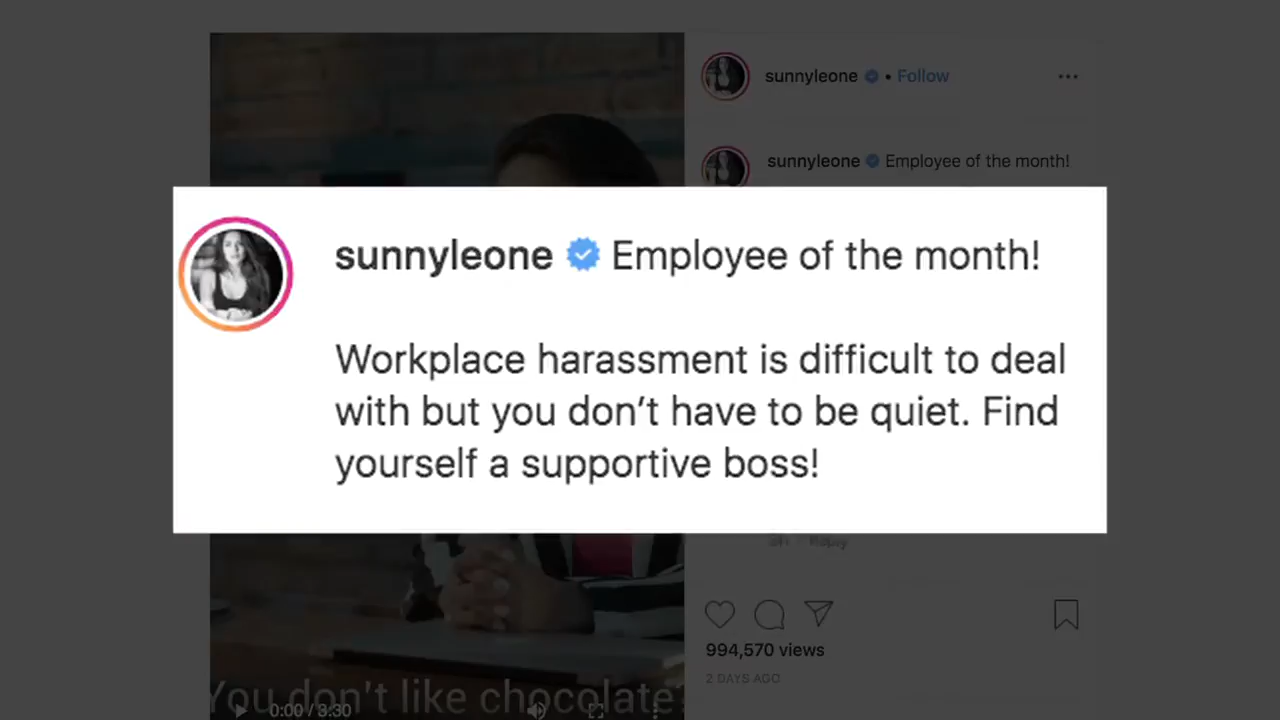 sunnyleone • Follow
sunnyleone Employee of the month!
sunnyleone Employee of the month!
Workplace harassment is difficult to deal
with but you don't have to be quiet. Find
yourself a supportive boss!
Reply
994,570 views
2 DAYS AGO
You don't like chocolate?
0:00 / 3:30